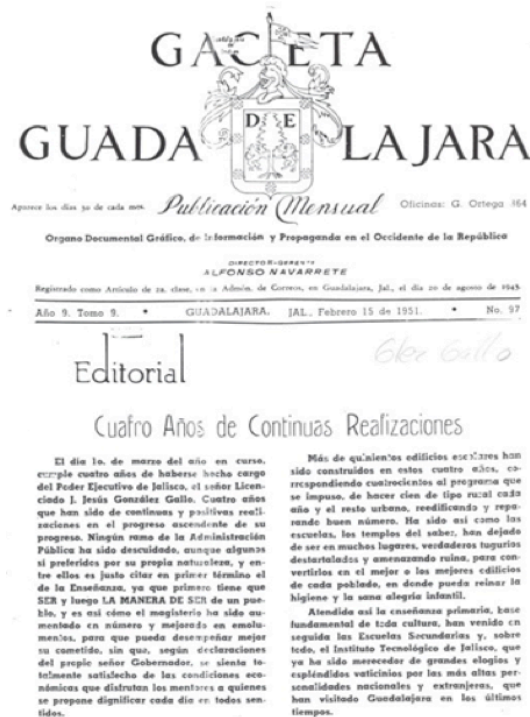 GACETA
DE
GUADALAJARA
Aparece los días 30 de cada mes.
Publicación Mensual
Oficinas: G. Ortega 464
Organo Documental Gráfico, de Información y Propaganda en el Occidente de la República
DIRECTOR-GERENTE
ALFONSO NAVARRETE
Registrado como Artículo de 2a. clase, en la Admón. de Correos, en Guadalajara, Jal., el día 20 de agosto de 1943.
Año 9. Tomo 9. • GUADALAJARA, JAL., Febrero 15 de 1951. • No. 97
Glez Gallo
Editorial
Cuatro Años de Continuas Realizaciones
El día 1o. de marzo del año en curso,
cumple cuatro años de haberse hecho cargo
del Poder Ejecutivo de Jalisco, el señor Licen-
ciado J. Jesús González Gallo. Cuatro años
que han sido de continuas y positivas reali-
zaciones en el progreso ascendente de su
progreso. Ningún ramo de la Administración
Pública ha sido descuidado, aunque algunos
sí preferidos por su propia naturaleza, y en-
tre ellos es justo citar en primer término el
de la Enseñanza, ya que primero tiene que
SER y luego LA MANERA DE SER de un pue-
blo, y es así cómo el magisterio ha sido au-
mentado en número y mejorado en emolu-
mentos, para que pueda desempeñar mejor
su cometido, sin que, según declaraciones
del propio señor Gobernador, se sienta to-
talmente satisfecho de las condiciones eco-
nómicas que disfrutan los mentores a quienes
se propone dignificar cada día en todos sen-
tidos.
Más de quinientos edificios escolares han
sido construidos en estos cuatro años, co-
rrespondiendo cuatrocientos al programa que
se impuso, de hacer cien de tipo rural cada
año y el resto urbano, reedificando y repa-
rando buen número. Ha sido así como las
escuelas, los templos del saber, han dejado
de ser en muchos lugares, verdaderos tugurios
destartalados y amenazando ruina, para con-
vertirlos en el mejor o los mejores edificios
de cada poblado, en donde pueda reinar la
higiene y la sana alegría infantil.
Atendida así la enseñanza primaria, base
fundamental de toda cultura, han venido en
seguida las Escuelas Secundarias y, sobre
todo, el Instituto Tecnológico de Jalisco, que
ya ha sido merecedor de grandes elogios y
espléndidos vaticinios por las más altas per-
sonalidades nacionales y extranjeras, que
han visitado Guadalajara en los últimos
tiempos.